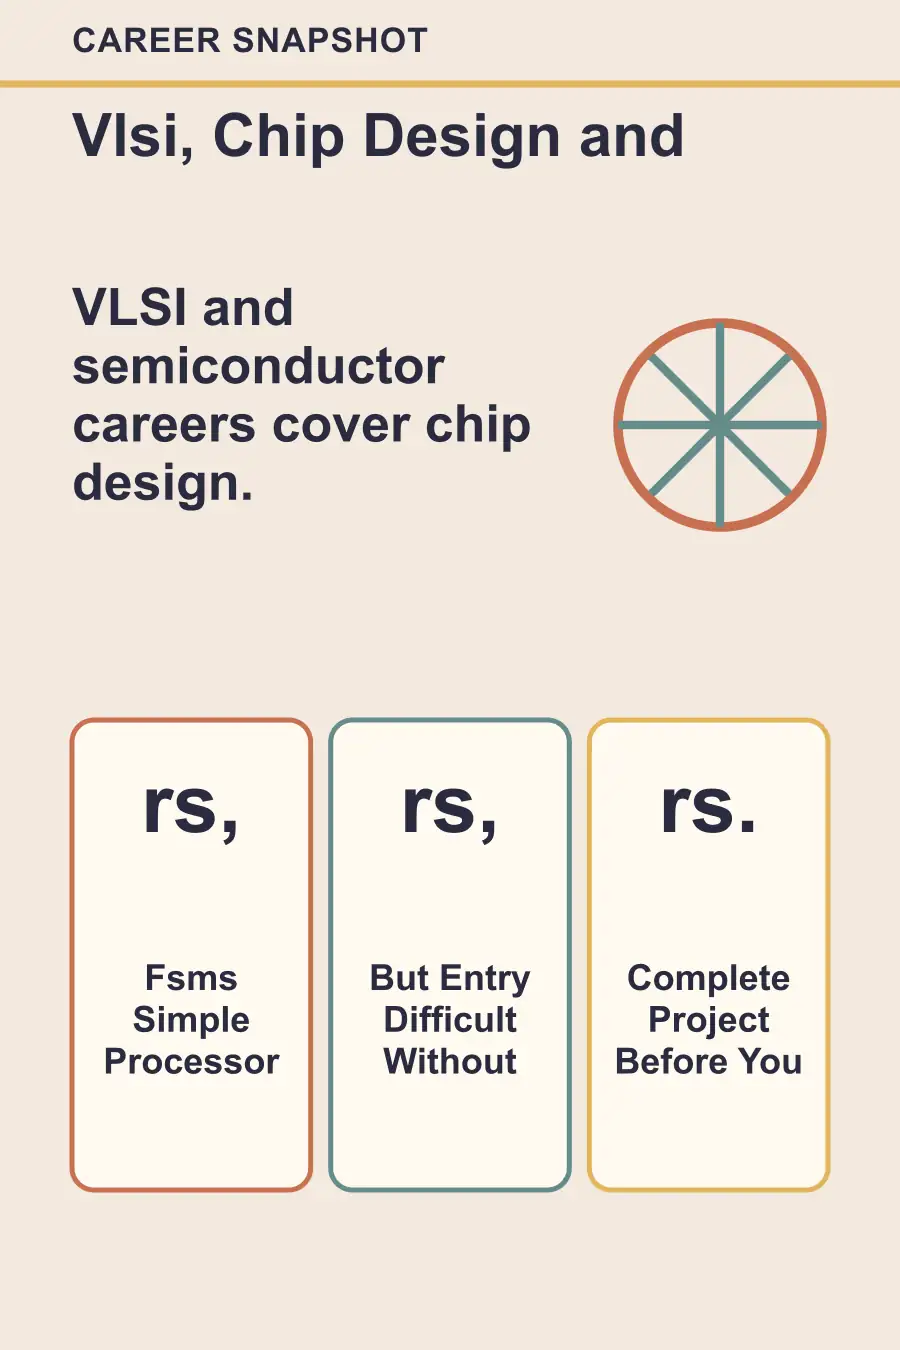 CAREER SNAPSHOT
Vlsi, Chip Design and
VLSI and
semiconductor
careers cover chip
design.
rs,
Fsms
Simple
Processor
rs,
But Entry
Difficult
Without
rs.
Complete
Project
Before You